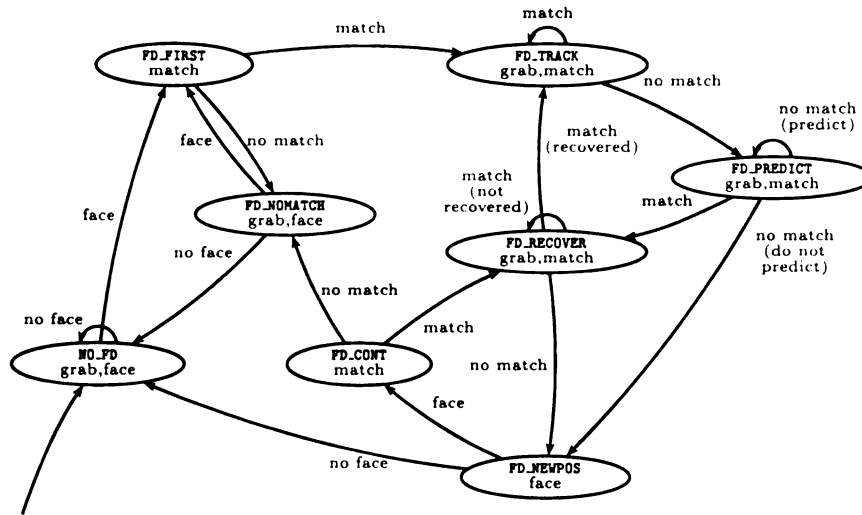 match
FD_FIRST
match
match
FD_TRACK
grab,match
no match
no match
(predict)
face
no match
match
(recovered)
match
(not
recovered)
FD_PREDICT
grab,match
match
FD_NOMATCH
grab,face
face
no match
(do not
predict)
FD_RECOVER
grab,match
no face
no match
no face
match
NO_FD
grab,face
FD_CONT
match
no match
face
no face
FD_NEWPOS
face